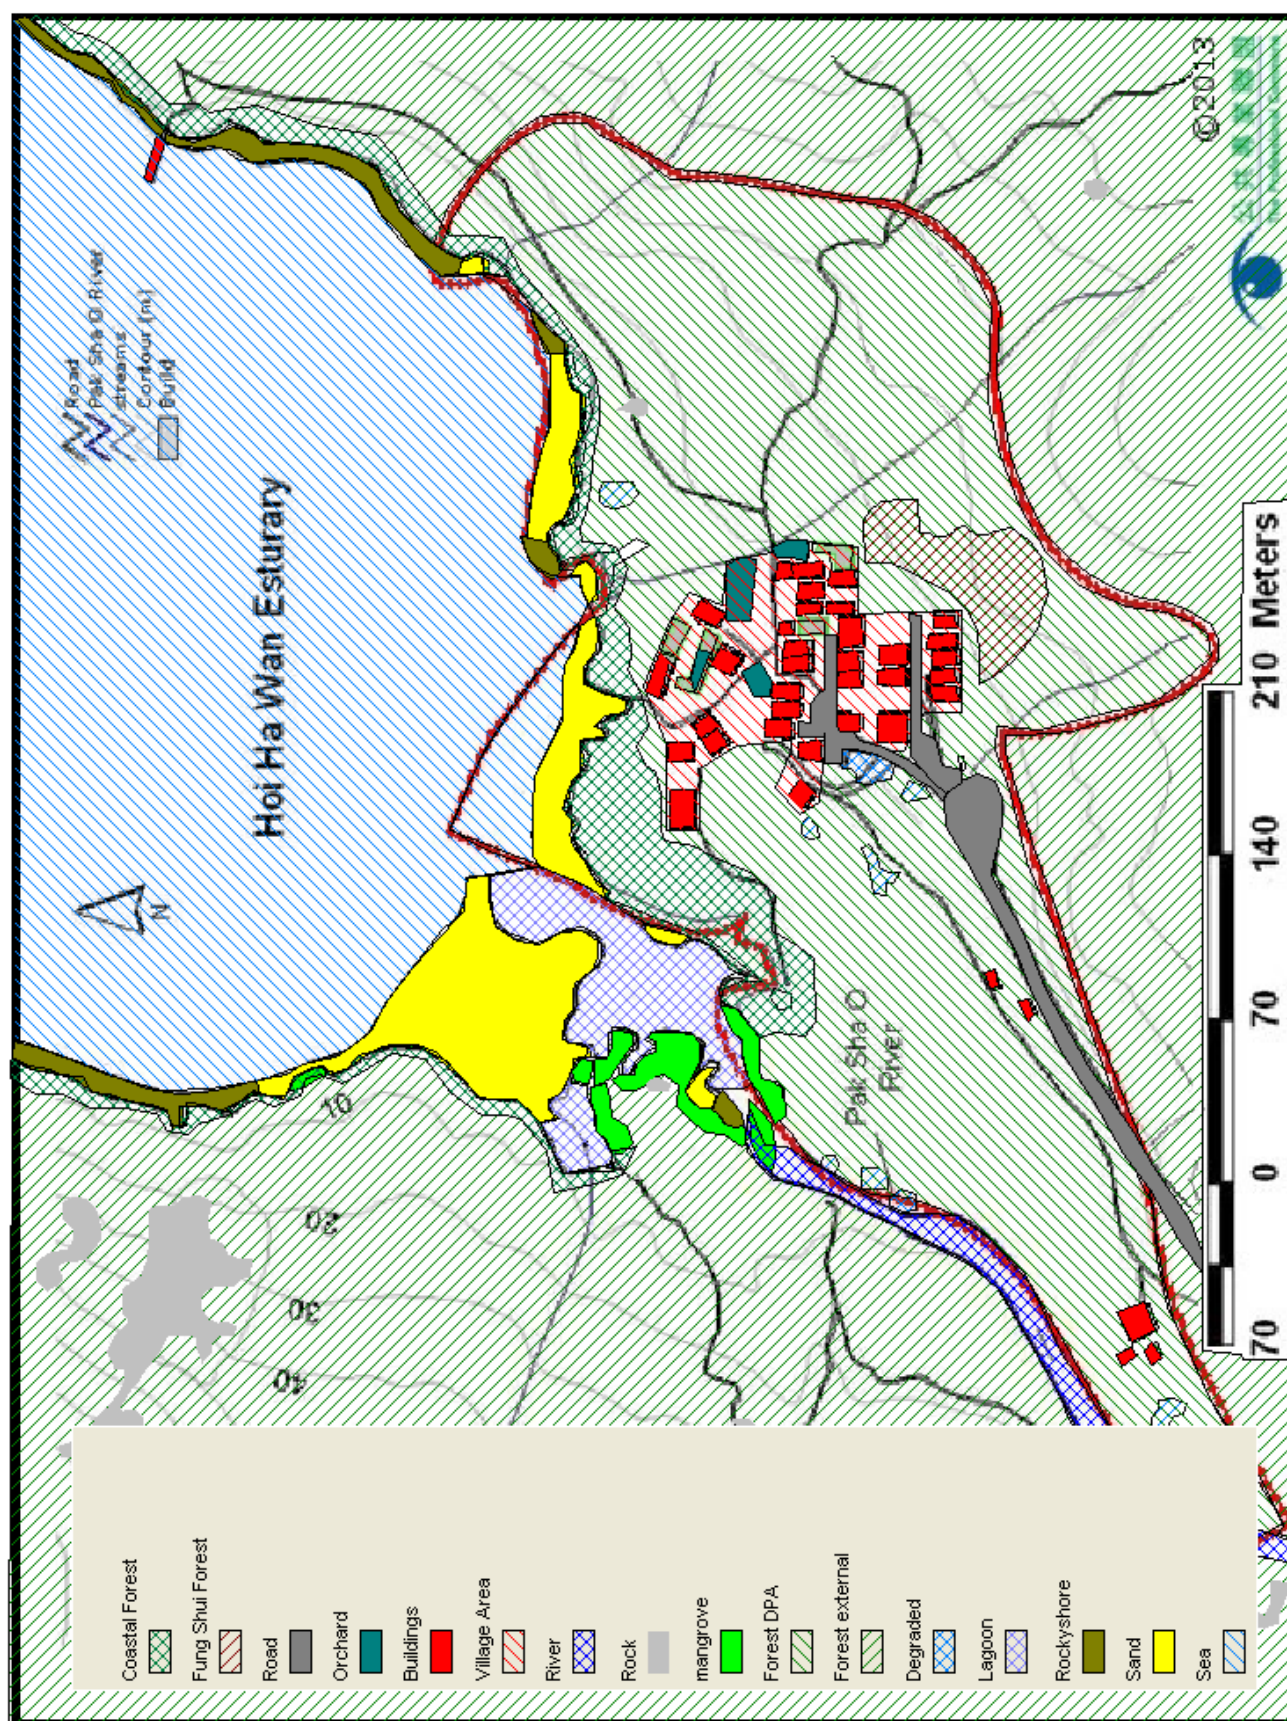 Hoi Ha Wan Esturary
Road
Pak Sha O River
streams
Contour (m)
Build
N
10
20
30
40
Pak Sha O
River
©2013
70 0 70 140 210 Meters
Coastal Forest
Fung Shui Forest
Road
Orchard
Buildings
Village Area
River
Rock
mangrove
Forest DPA
Forest external
Degraded
Lagoon
Rockyshore
Sand
Sea